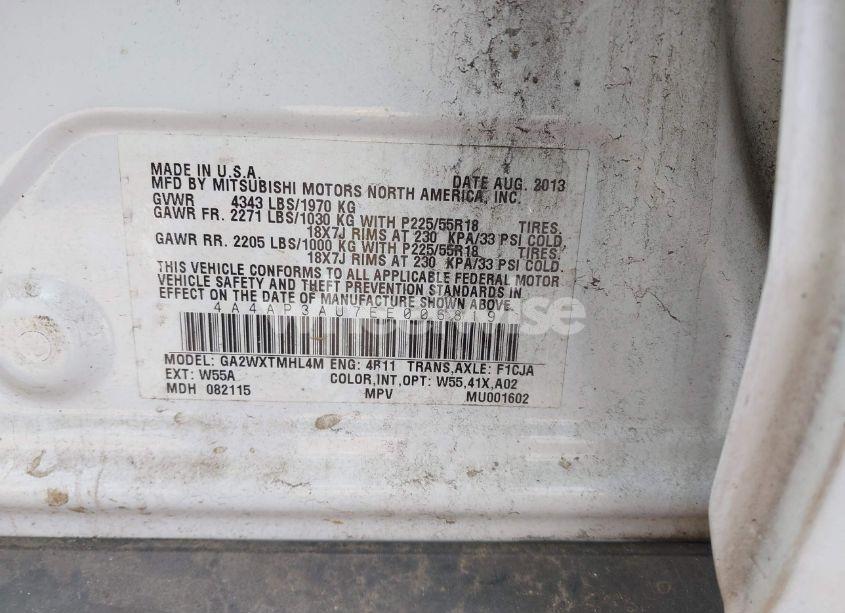 MADE IN U.S.A. DATE AUG. 2013
MFD BY MITSUBISHI MOTORS NORTH AMERICA, INC.
GVWR 4343 LBS/1970 KG
GAWR FR. 2271 LBS/1030 KG WITH P225/55R18 TIRES,
18X7J RIMS AT 230 KPA/33 PSI COLD.
GAWR RR. 2205 LBS/1000 KG WITH P225/55R18 TIRES,
18X7J RIMS AT 230 KPA/33 PSI COLD.
THIS VEHICLE CONFORMS TO ALL APPLICABLE FEDERAL MOTOR
VEHICLE SAFETY AND THEFT PREVENTION STANDARDS IN
EFFECT ON THE DATE OF MANUFACTURE SHOWN ABOVE.
4A4AP3AU7EE006819
MODEL: GA2WXTMHL4M ENG: 4B11 TRANS,AXLE: F1CJA
EXT: W55A COLOR,INT,OPT: W55,41X,A02
MDH 082115 MPV MU001602